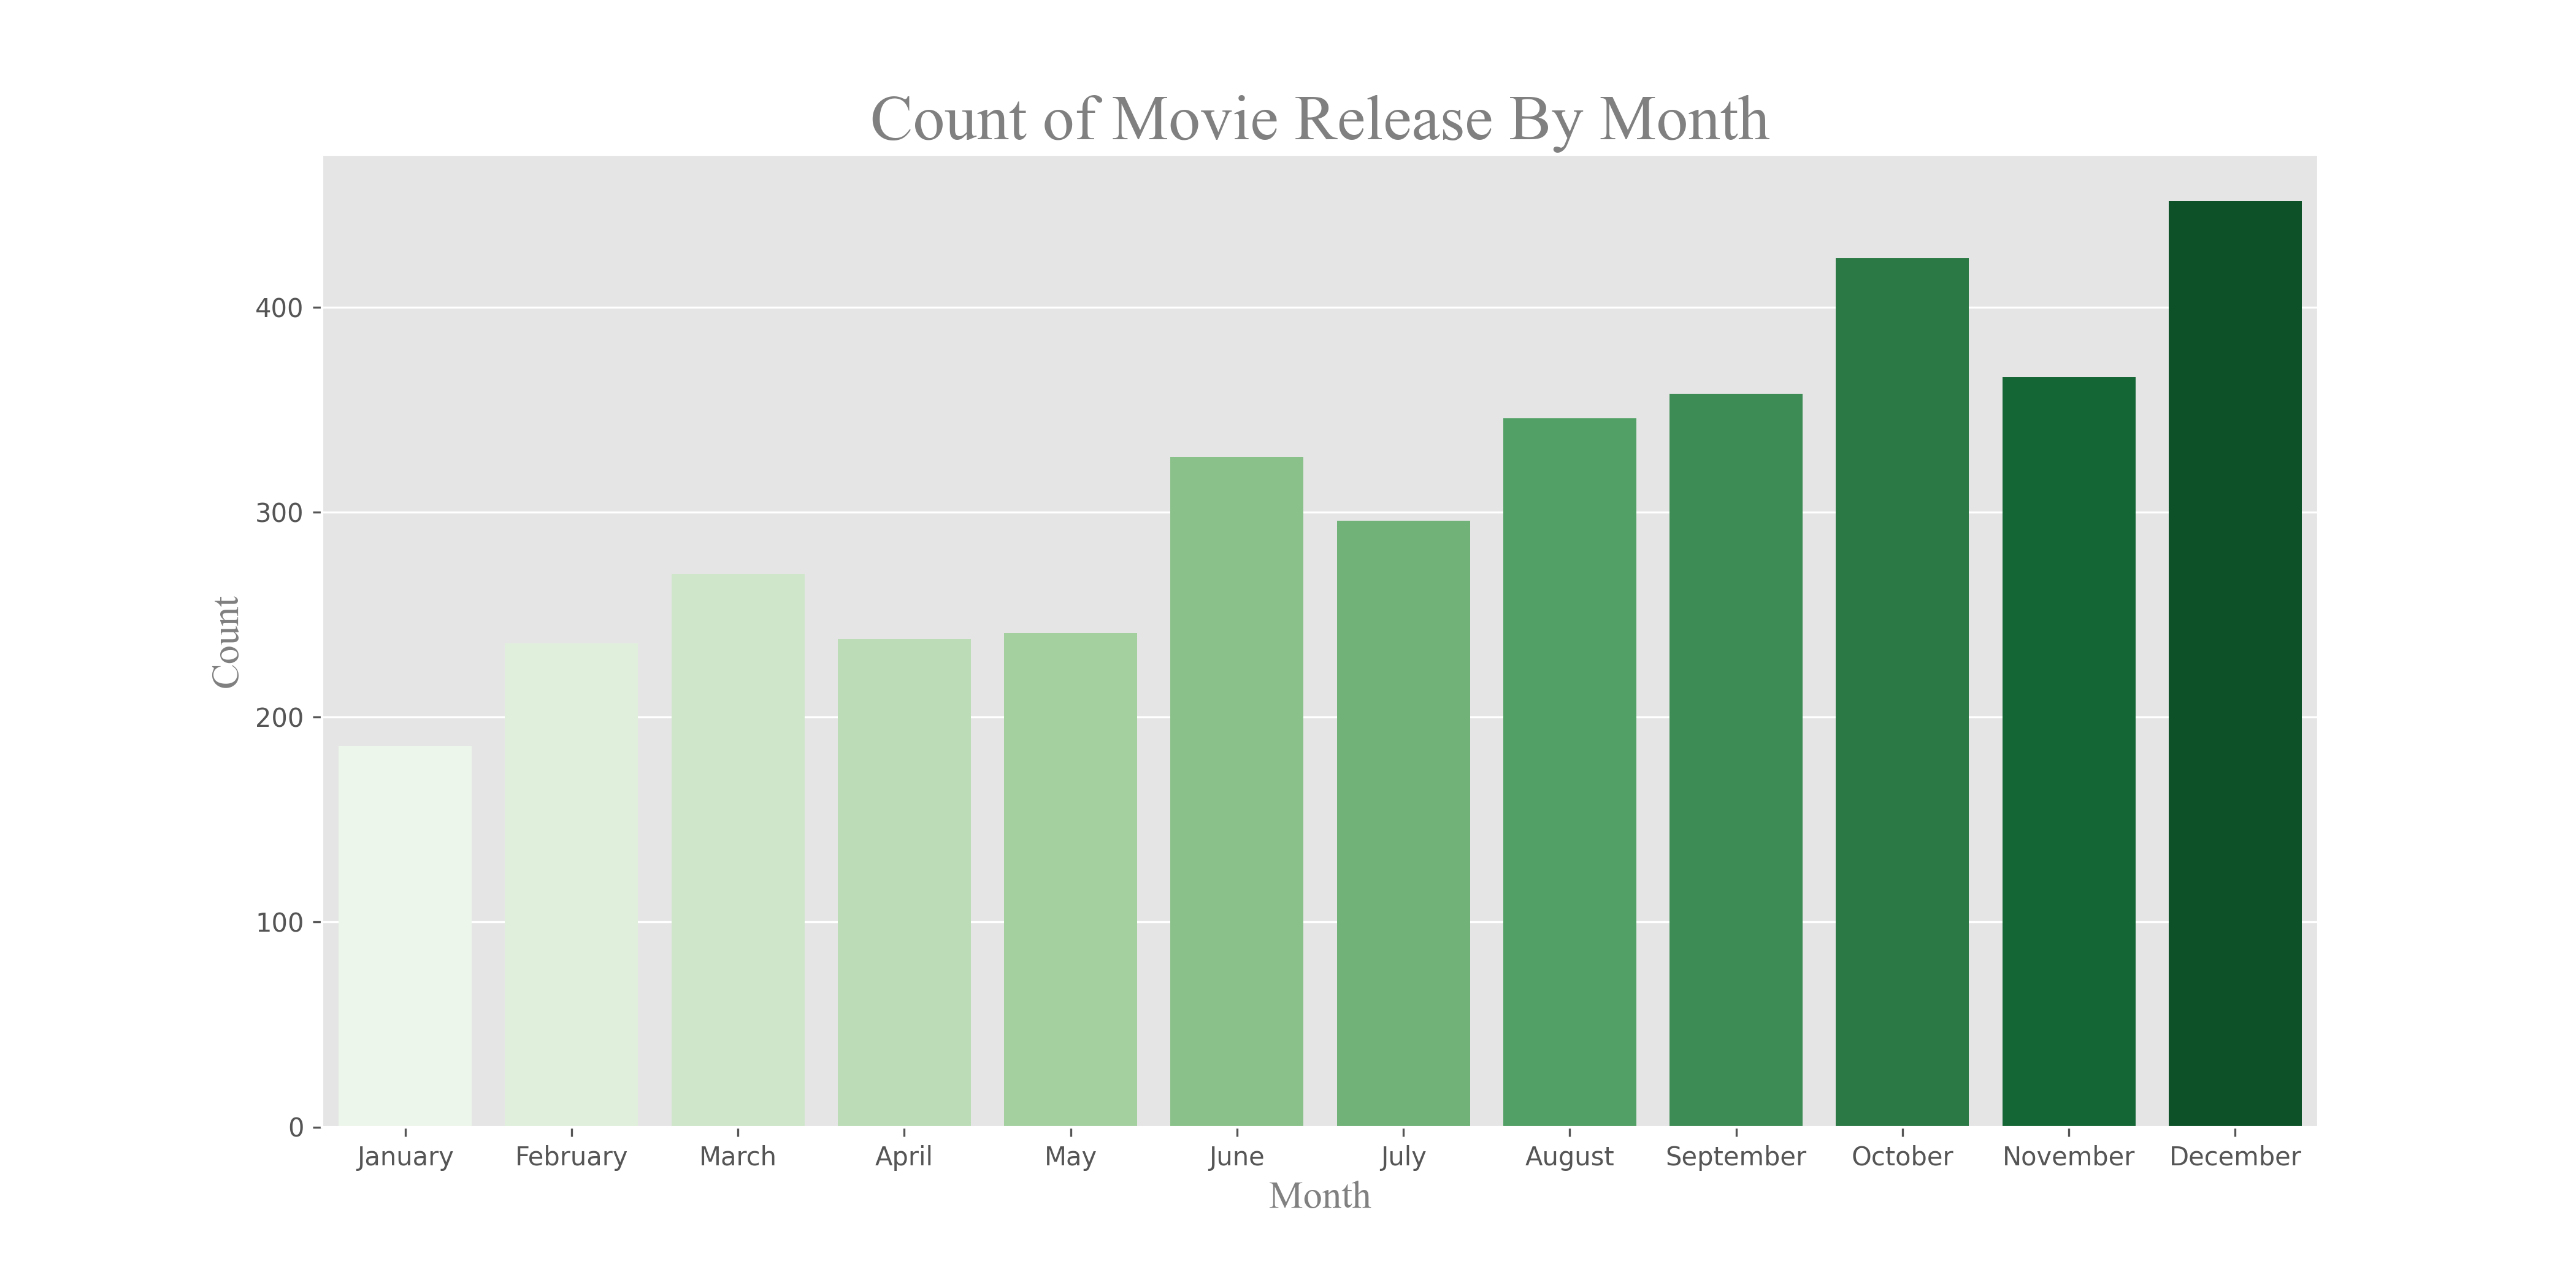 Count of Movie Release By Month
Count
400
300
200
100
0
January February March April May June July August September October November December
Month